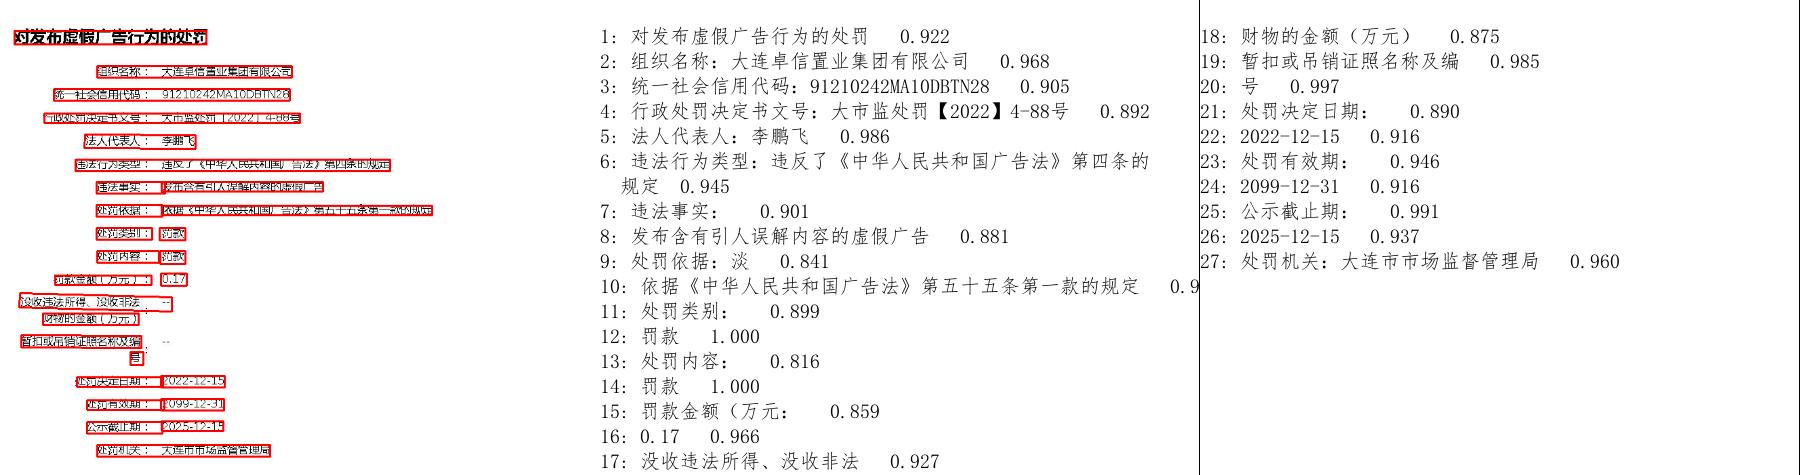 对发布虚假广告行为的处罚
组织名称： 大连卓信置业集团有限公司
统一社会信用代码： 91210242MA10DBTN28
行政处罚决定书文号： 大市监处罚【2022】4-88号
法人代表人： 李鹏飞
违法行为类型： 违反了《中华人民共和国广告法》第四条的规定
违法事实： 发布含有引人误解内容的虚假广告
处罚依据： 依据《中华人民共和国广告法》第五十五条第一款的规定
处罚类别： 罚款
处罚内容： 罚款
罚款金额（万元）： 0.17
没收违法所得、没收非法 --
财物的金额（万元）：
暂扣或吊销证照名称及编 --
号：
处罚决定日期： 2022-12-15
处罚有效期： 2099-12-31
公示截止期： 2025-12-15
处罚机关： 大连市市场监督管理局
1: 对发布虚假广告行为的处罚 0.922
2: 组织名称：大连卓信置业集团有限公司 0.968
3: 统一社会信用代码：91210242MA10DBTN28 0.905
4: 行政处罚决定书文号：大市监处罚【2022】4-88号 0.892
5: 法人代表人：李鹏飞 0.986
6: 违法行为类型：违反了《中华人民共和国广告法》第四条的
规定 0.945
7: 违法事实： 0.901
8: 发布含有引人误解内容的虚假广告 0.881
9: 处罚依据：淡 0.841
10: 依据《中华人民共和国广告法》第五十五条第一款的规定 0.9
11: 处罚类别： 0.899
12: 罚款 1.000
13: 处罚内容： 0.816
14: 罚款 1.000
15: 罚款金额（万元： 0.859
16: 0.17 0.966
17: 没收违法所得、没收非法 0.927
18: 财物的金额（万元） 0.875
19: 暂扣或吊销证照名称及编 0.985
20: 号 0.997
21: 处罚决定日期： 0.890
22: 2022-12-15 0.916
23: 处罚有效期： 0.946
24: 2099-12-31 0.916
25: 公示截止期： 0.991
26: 2025-12-15 0.937
27: 处罚机关：大连市市场监督管理局 0.960